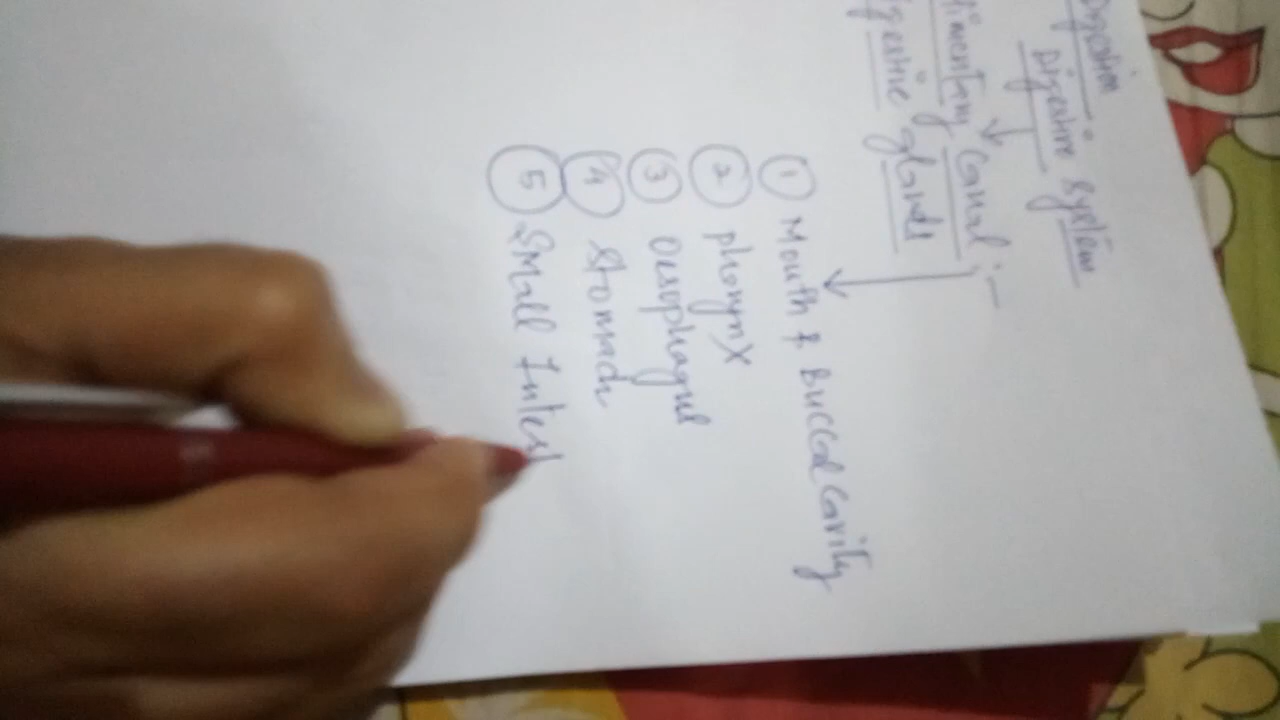 Digestion
Digestive System
alimentary Canal :-
Digestive glands
1 Mouth & Buccal Cavity
2 pharynx
3 Oesophagus
4 Stomach
5 Small Intest